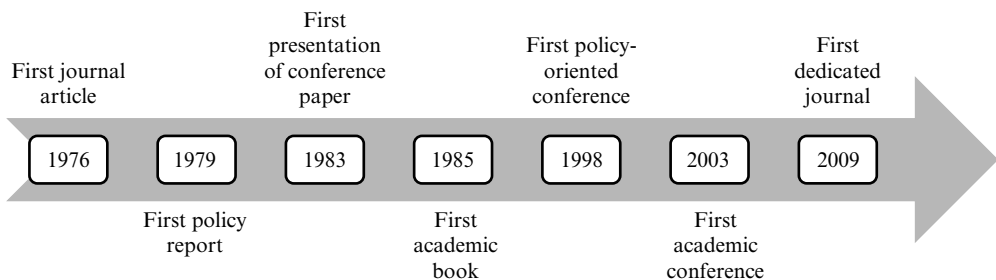 First journal
article
First
presentation
of conference
paper
First policy-
oriented
conference
First
dedicated
journal
1976
1979
1983
1985
1998
2003
2009
First policy
report
First
academic
book
First
academic
conference